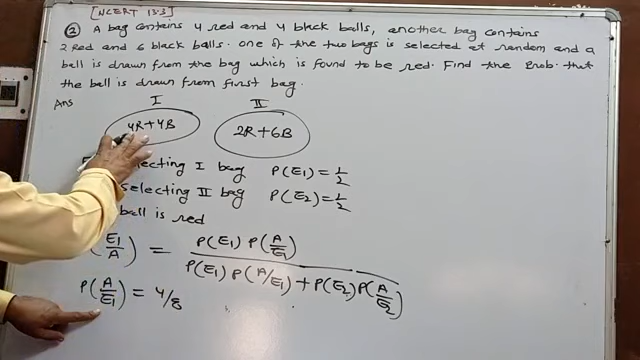 [NCERT 13.3]
② A bag contains 4 red and 4 black balls, another bag contains
2 red and 6 black balls. One of the two bags is selected at random and a
ball is drawn from the bag which is found to be red. Find the prob. that
the ball is drawn from first bag.
Ans
I II
4R+4B 2R+6B
selecting I bag P(E1) = 1/2
selecting II bag P(E2) = 1/2
ball is red
(E1/A) = P(E1) P(A/E1)
P(E1) P(A/E1) + P(E2) P(A/E2)
P(A/E1) = 4/8